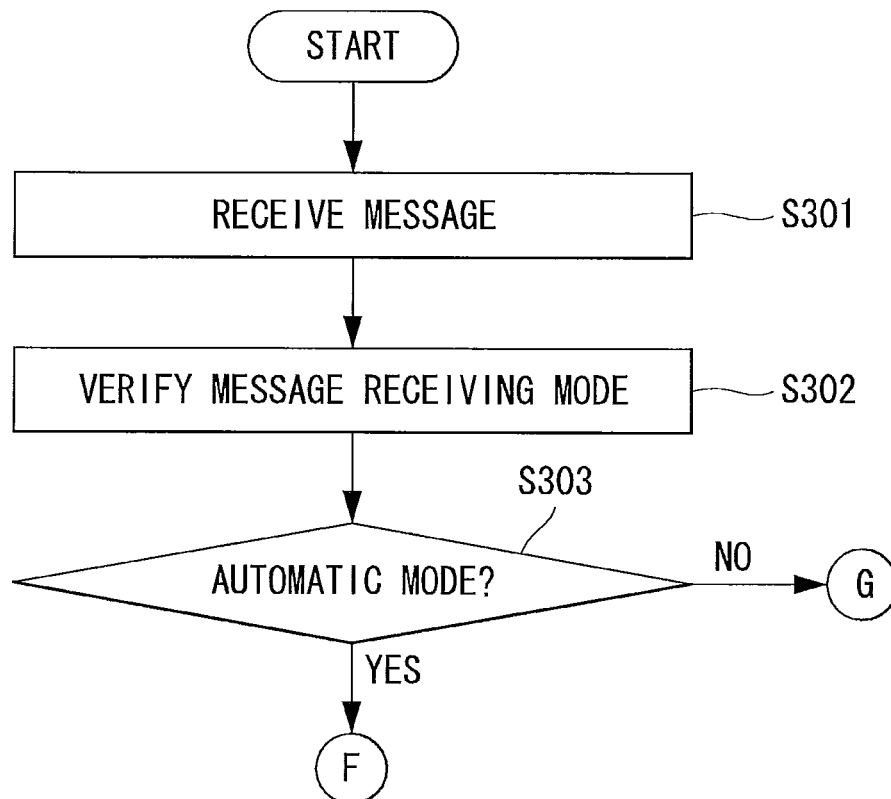 START
RECEIVE MESSAGE
S301
VERIFY MESSAGE RECEIVING MODE
S302
S303
AUTOMATIC MODE?
NO
G
YES
F